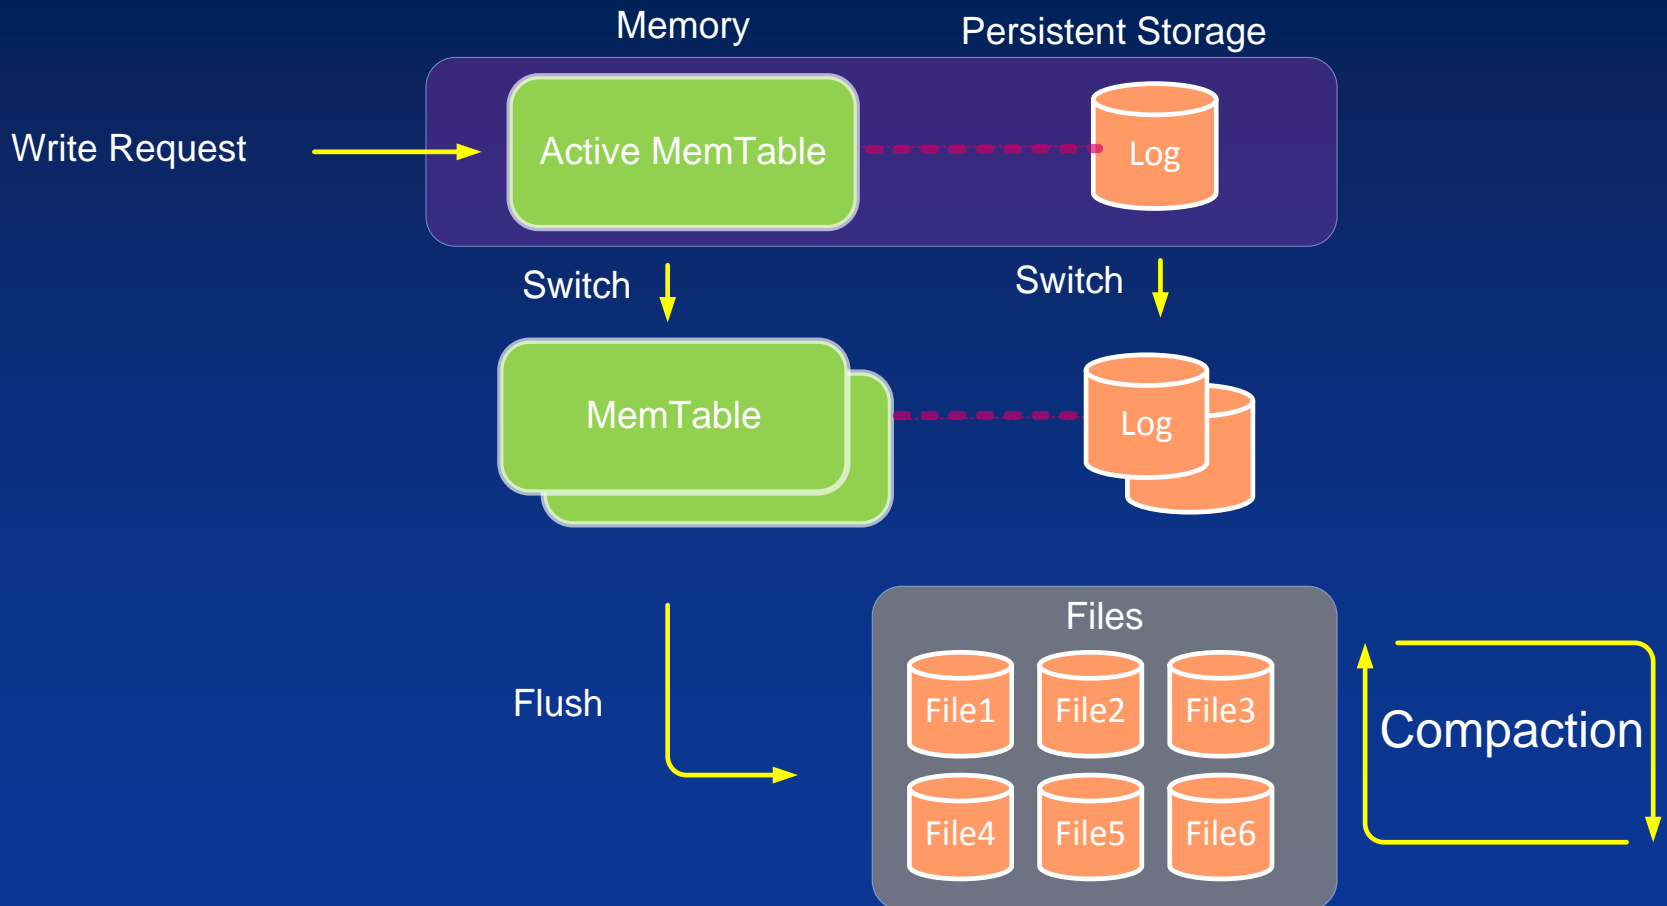 Memory
Persistent Storage
Write Request
Active MemTable
Log
Switch
Switch
MemTable
Log
Files
File1
File2
File3
Flush
Compaction
File4
File5
File6